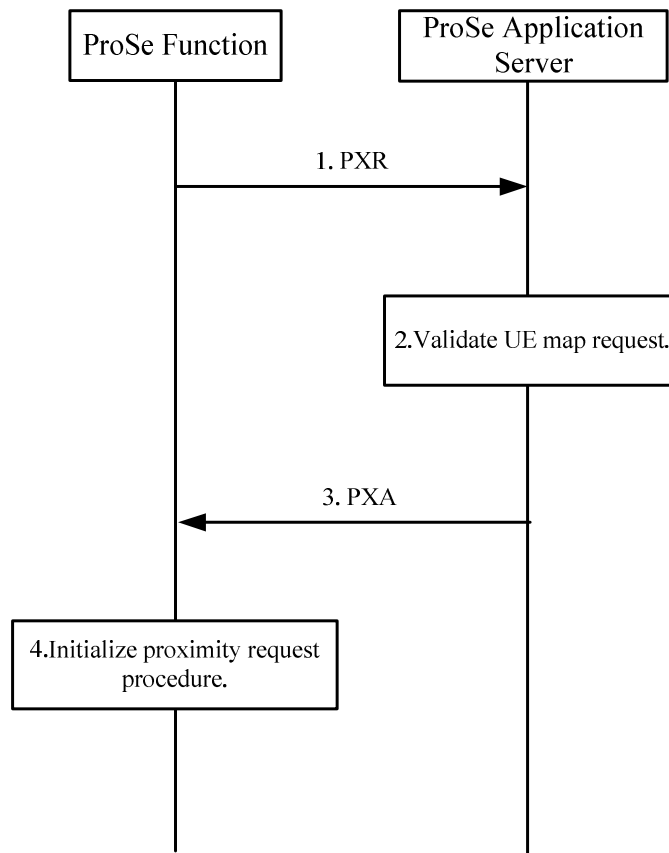 ProSe Function
ProSe Application
Server
1. PXR
2.Validate UE map request.
3. PXA
4.Initialize proximity request
procedure.